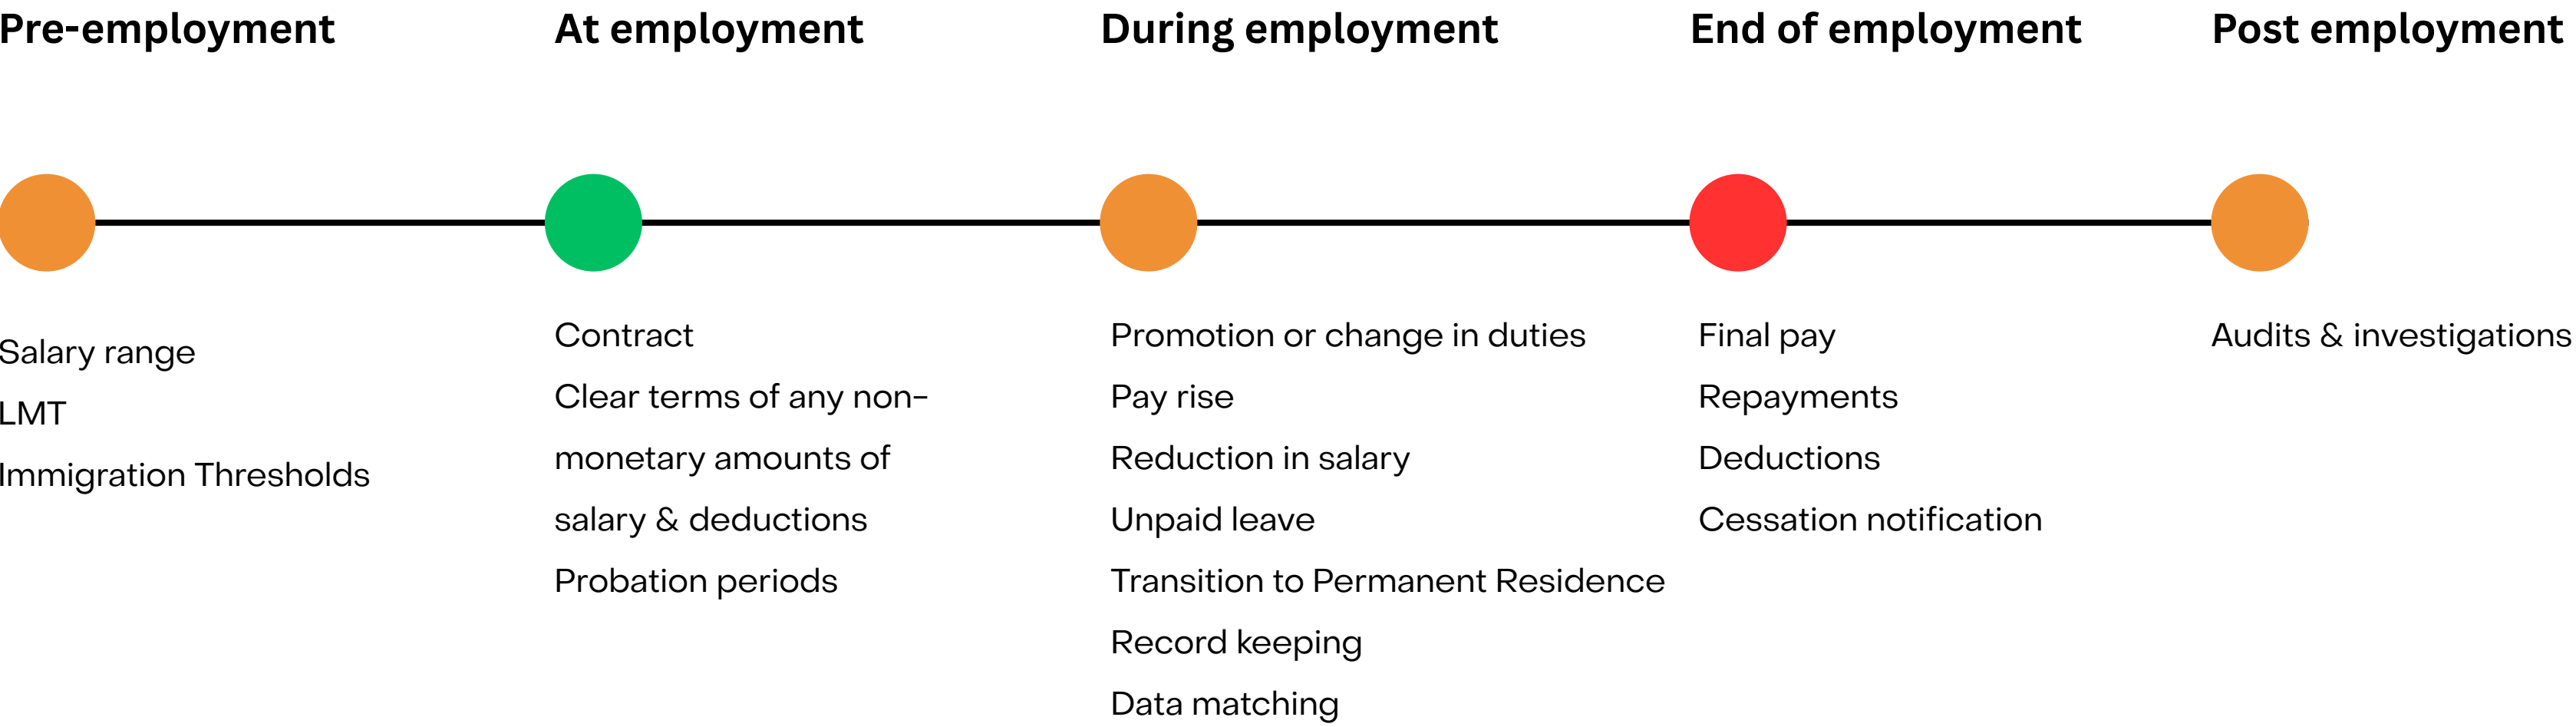 Pre-employment
Salary range
LMT
Immigration Thresholds
At employment
Contract
Clear terms of any non-
monetary amounts of
salary & deductions
Probation periods
During employment
Promotion or change in duties
Pay rise
Reduction in salary
Unpaid leave
Transition to Permanent Residence
Record keeping
Data matching
End of employment
Final pay
Repayments
Deductions
Cessation notification
Post employment
Audits & investigations